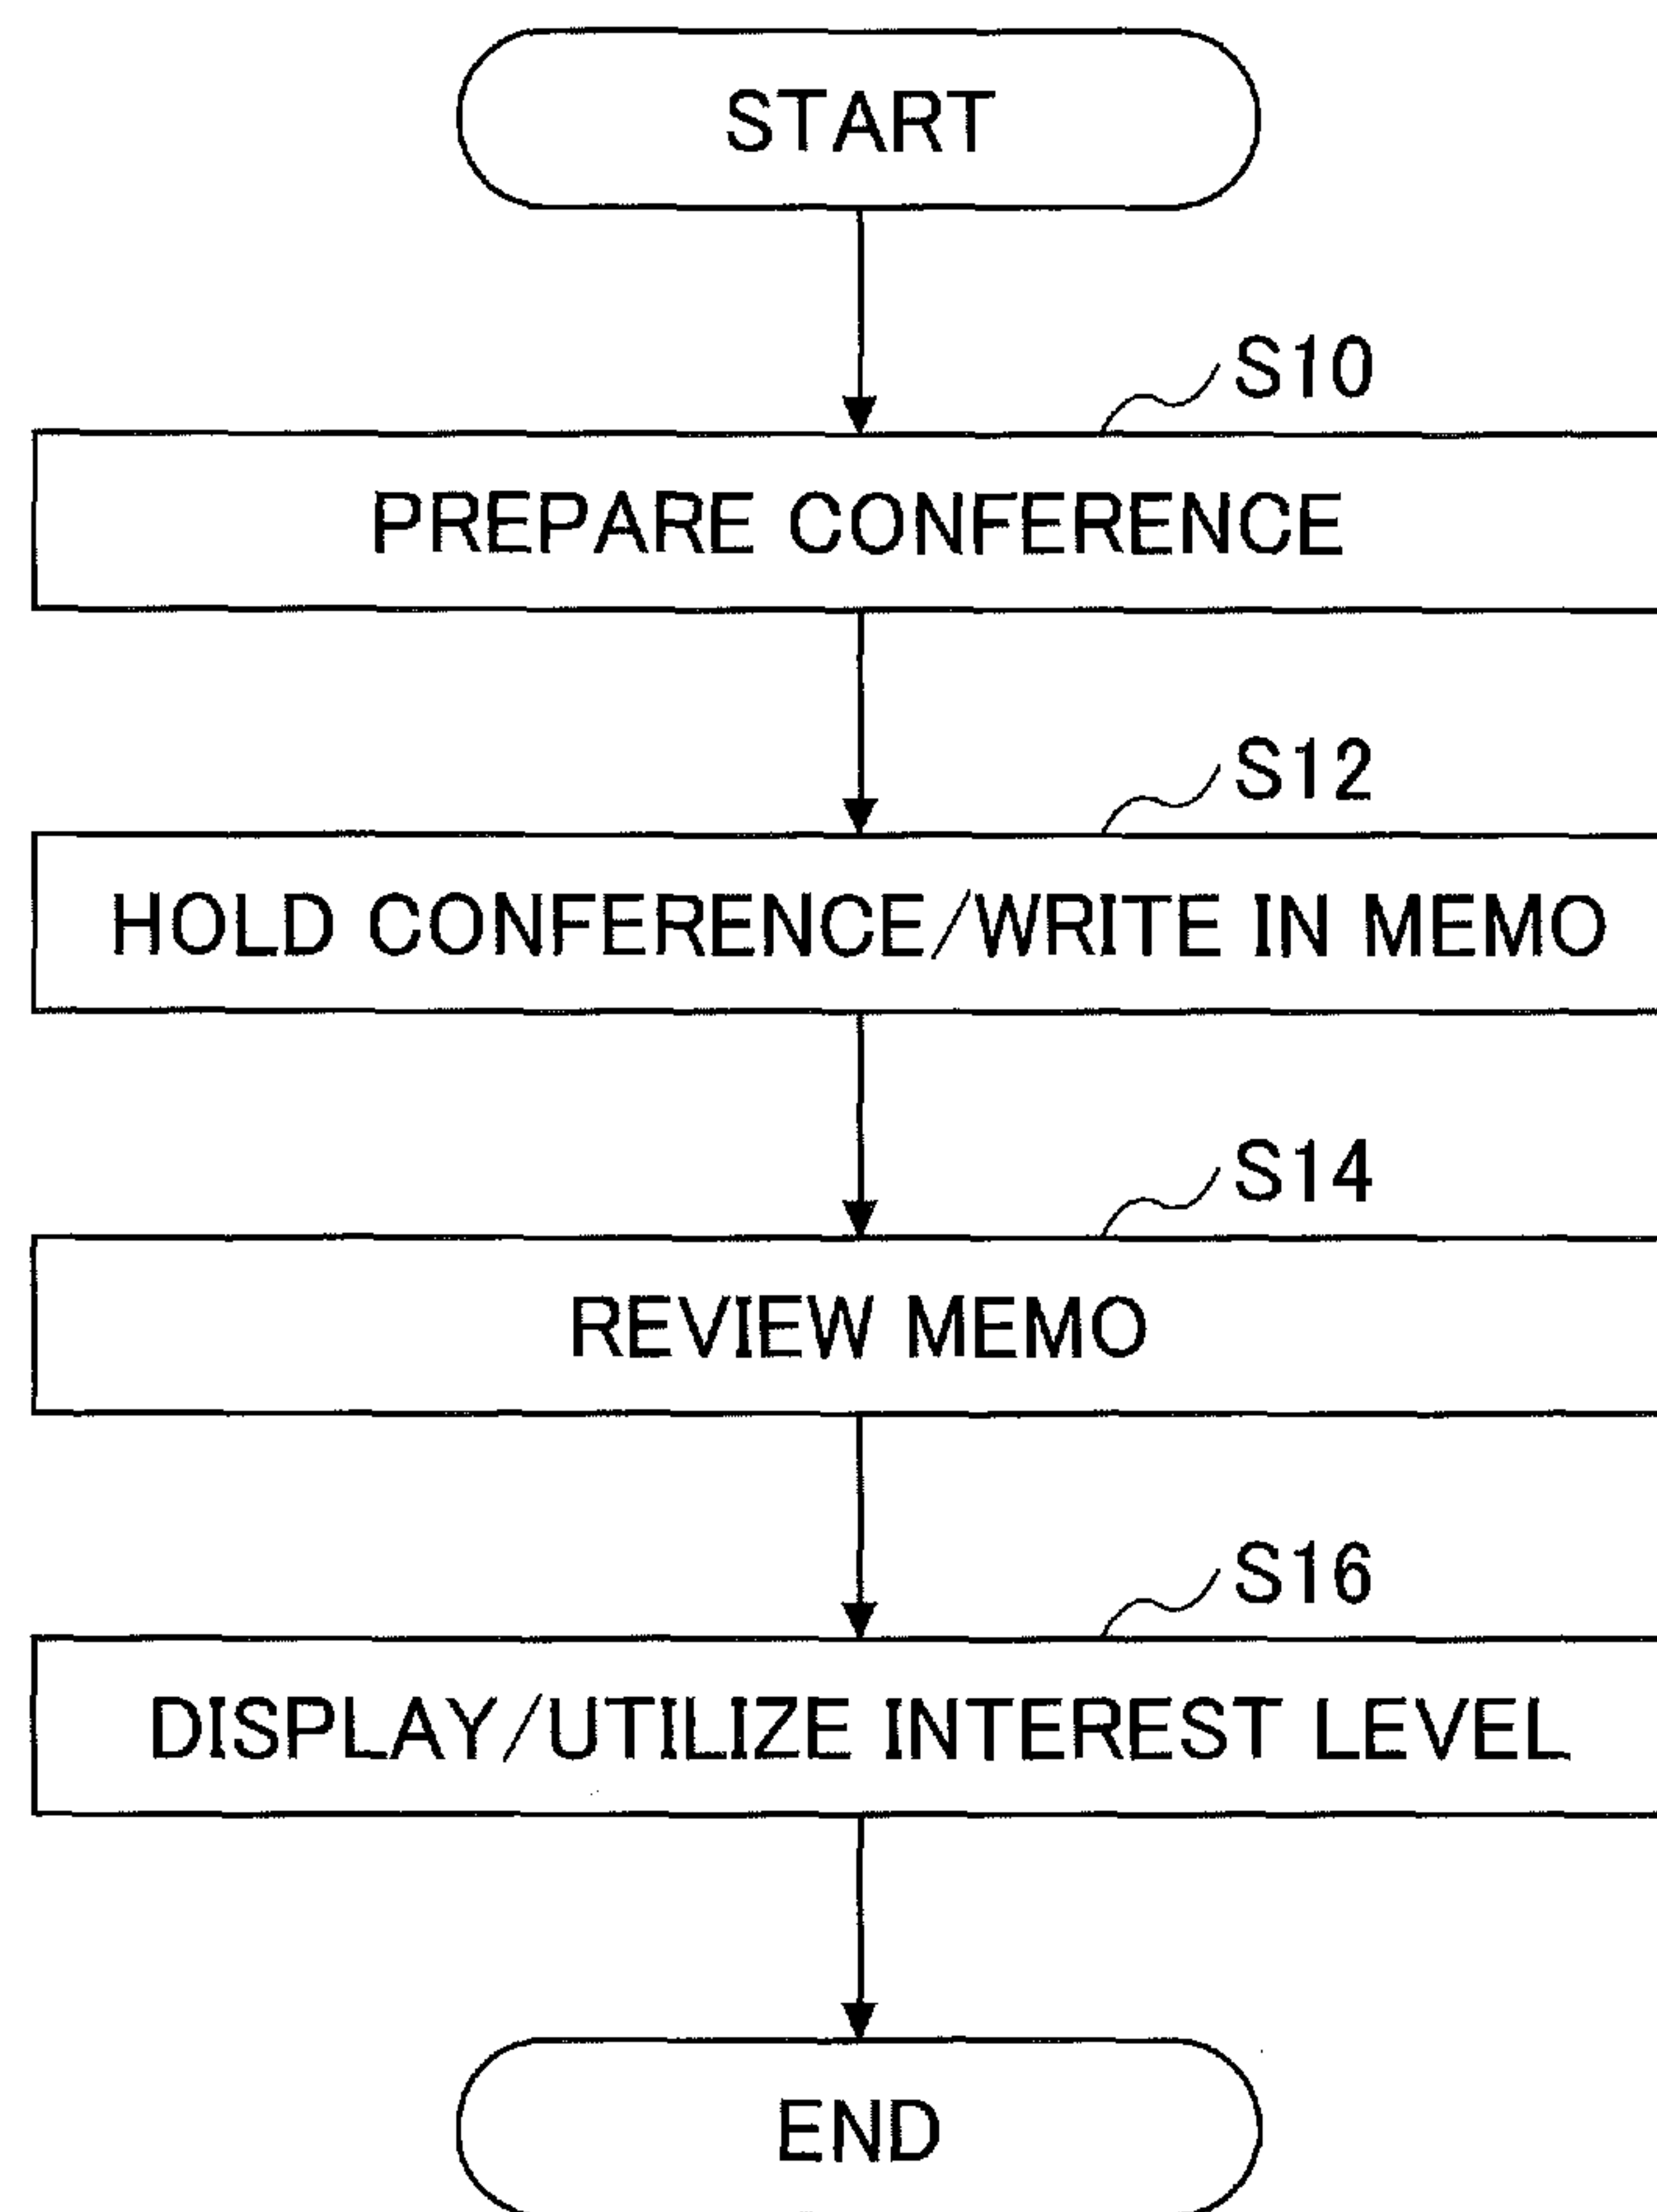 START
S10
PREPARE CONFERENCE
S12
HOLD CONFERENCE/WRITE IN MEMO
S14
REVIEW MEMO
S16
DISPLAY/UTILIZE INTEREST LEVEL
END